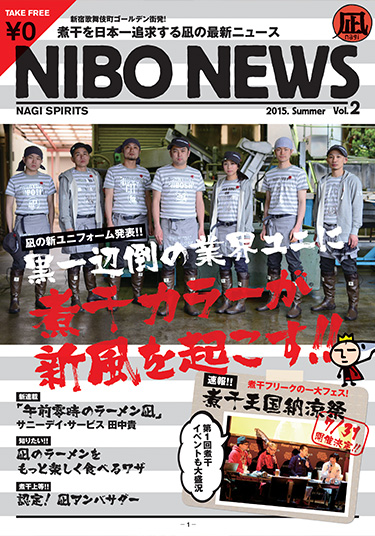 TAKE FREE
¥0
新宿歌舞伎町ゴールデン街発!
煮干を日本一追求する凪の最新ニュース
凪
nagi
NIBO NEWS
NAGI SPIRITS
2015. Summer Vol.2
凪の新ユニフォーム発表!!
黒一辺倒の業界ユニに
煮干カラーが
新風を起こす!!
新連載
「午前零時のラーメン凪」
サニーデイ・サービス 田中貴
知りたい!!
凪のラーメンを
もっと楽しく食べるワザ
煮干上等!!
認定! 凪アンバサダー
速報!!
煮干フリークの一大フェス!
煮干王国納涼祭
7/31
開催決定!!
第1回煮干
イベントも大盛況
－1－